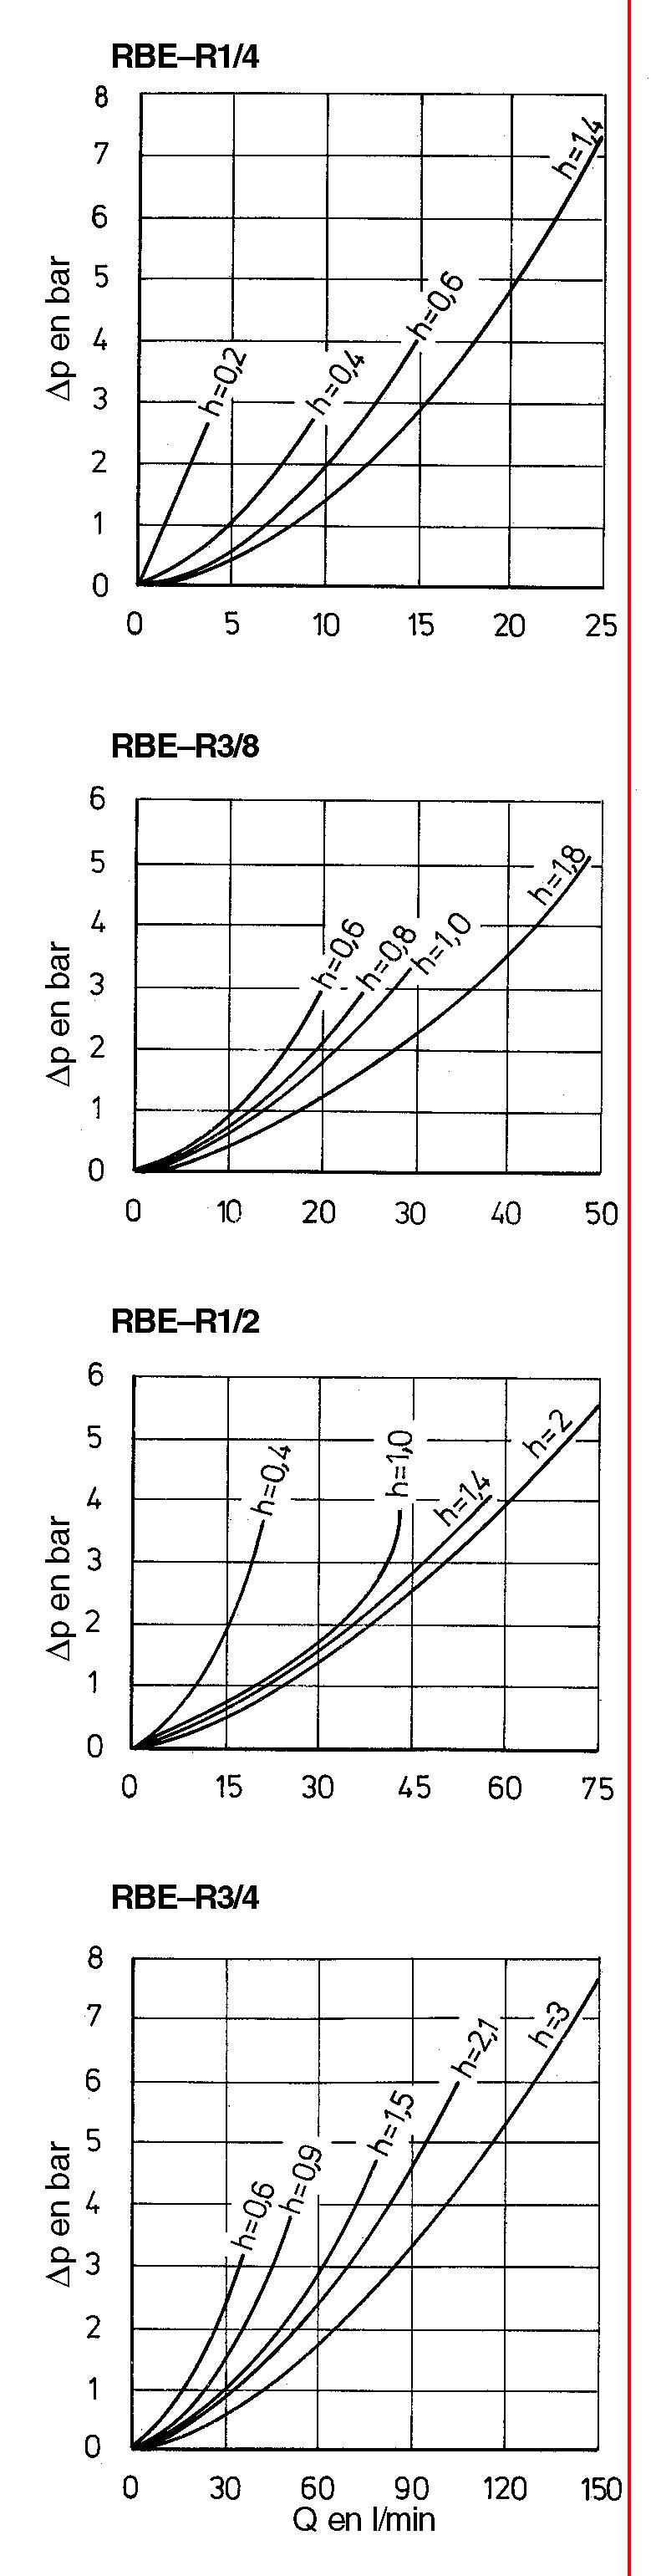 RBE–R1/4
8
7
6
5
4
3
2
1
0
Δp en bar
h=0,2
h=0,4
h=0,6
h=1,4
0 5 10 15 20 25
RBE–R3/8
6
5
4
3
2
1
0
Δp en bar
h=0,6
h=0,8
h=1,0
h=1,8
0 10 20 30 40 50
RBE–R1/2
6
5
4
3
2
1
0
Δp en bar
h=0,4
h=1,0
h=1,4
h=2
0 15 30 45 60 75
RBE–R3/4
8
7
6
5
4
3
2
1
0
Δp en bar
h=0,6
h=0,9
h=1,5
h=2,1
h=3
0 30 60 90 120 150
Q en l/min